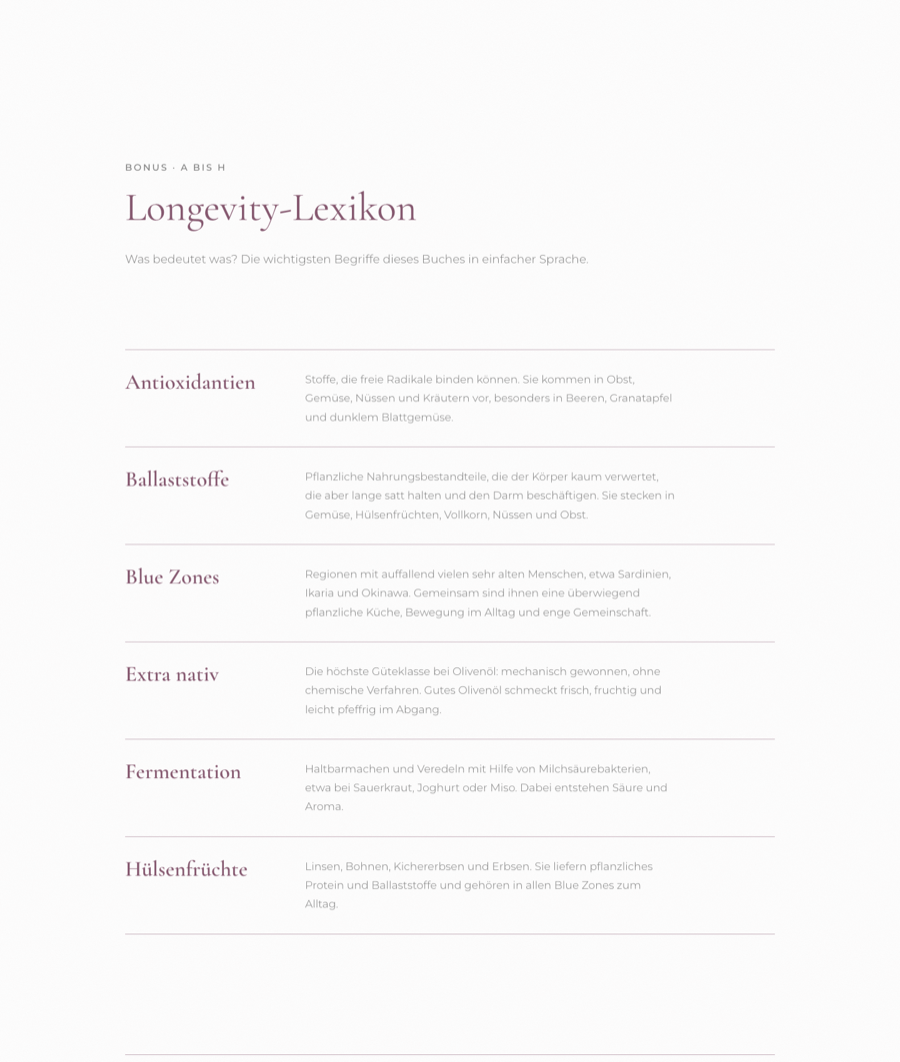 BONUS · A BIS H
Longevity-Lexikon
Was bedeutet was? Die wichtigsten Begriffe dieses Buches in einfacher Sprache.
Antioxidantien
Stoffe, die freie Radikale binden können. Sie kommen in Obst,
Gemüse, Nüssen und Kräutern vor, besonders in Beeren, Granatapfel
und dunklem Blattgemüse.
Ballaststoffe
Pflanzliche Nahrungsbestandteile, die der Körper kaum verwertet,
die aber lange satt halten und den Darm beschäftigen. Sie stecken in
Gemüse, Hülsenfrüchten, Vollkorn, Nüssen und Obst.
Blue Zones
Regionen mit auffallend vielen sehr alten Menschen, etwa Sardinien,
Ikaria und Okinawa. Gemeinsam sind ihnen eine überwiegend
pflanzliche Küche, Bewegung im Alltag und enge Gemeinschaft.
Extra nativ
Die höchste Güteklasse bei Olivenöl: mechanisch gewonnen, ohne
chemische Verfahren. Gutes Olivenöl schmeckt frisch, fruchtig und
leicht pfeffrig im Abgang.
Fermentation
Haltbarmachen und Veredeln mit Hilfe von Milchsäurebakterien,
etwa bei Sauerkraut, Joghurt oder Miso. Dabei entstehen Säure und
Aroma.
Hülsenfrüchte
Linsen, Bohnen, Kichererbsen und Erbsen. Sie liefern pflanzliches
Protein und Ballaststoffe und gehören in allen Blue Zones zum
Alltag.